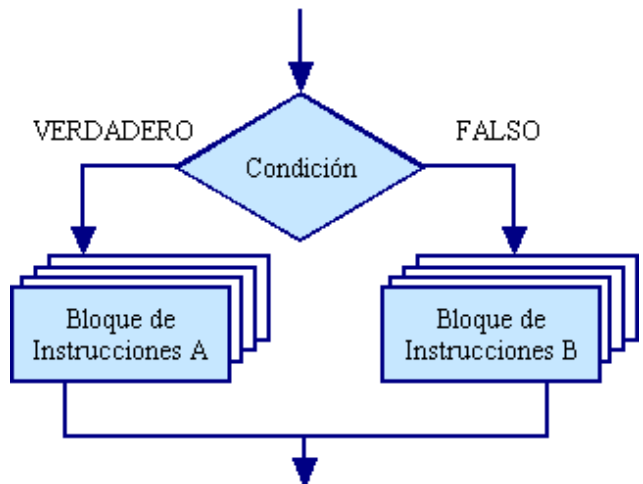 VERDADERO
FALSO
Condición
Bloque de
Instrucciones A
Bloque de
Instrucciones B